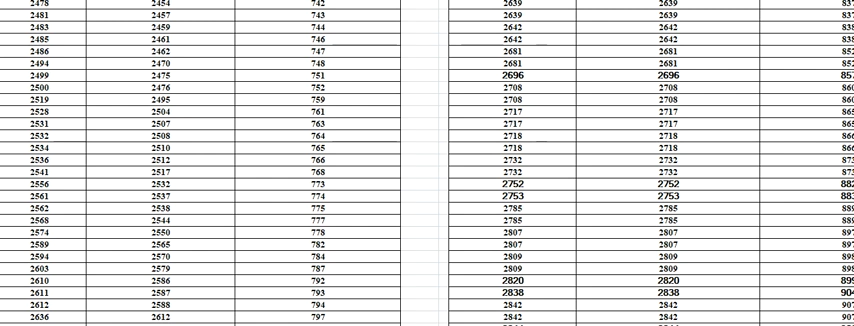 2478 2454 742 2639 2639
2481 2457 743 2639 2639
2483 2459 744 2642 2642
2485 2461 746 2642 2642
2486 2462 747 2681 2681
2494 2470 748 2681 2681
2499 2475 751 2696 2696
2500 2476 752 2708 2708
2519 2495 759 2708 2708
2528 2504 761 2717 2717
2531 2507 763 2717 2717
2532 2508 764 2718 2718
2534 2510 765 2718 2718
2536 2512 766 2732 2732
2541 2517 768 2732 2732
2556 2532 773 2752 2752
2561 2537 774 2753 2753
2562 2538 775 2785 2785
2568 2544 777 2785 2785
2574 2550 778 2807 2807
2589 2565 782 2807 2807
2594 2570 784 2809 2809
2603 2579 787 2809 2809
2610 2586 792 2820 2820
2611 2587 793 2838 2838
2612 2588 794 2842 2842
2636 2612 797 2842 2842